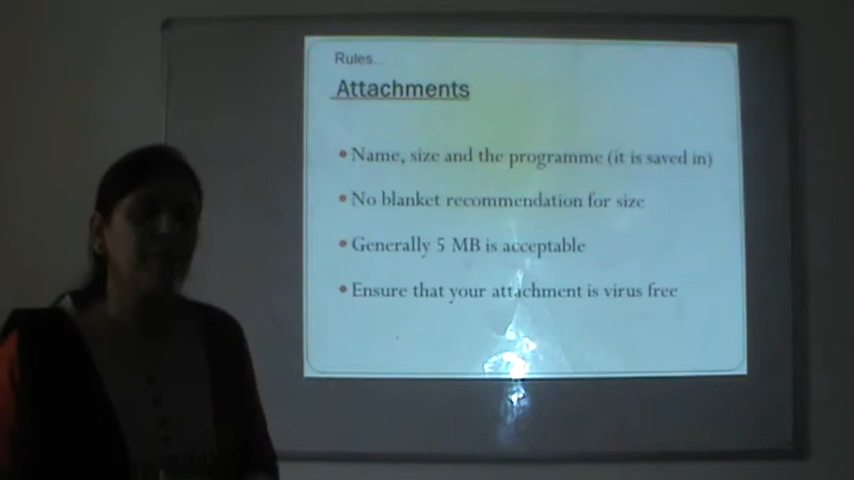 Rules...
Attachments
• Name, size and the programme (it is saved in)
• No blanket recommendation for size
• Generally 5 MB is acceptable
• Ensure that your attachment is virus free